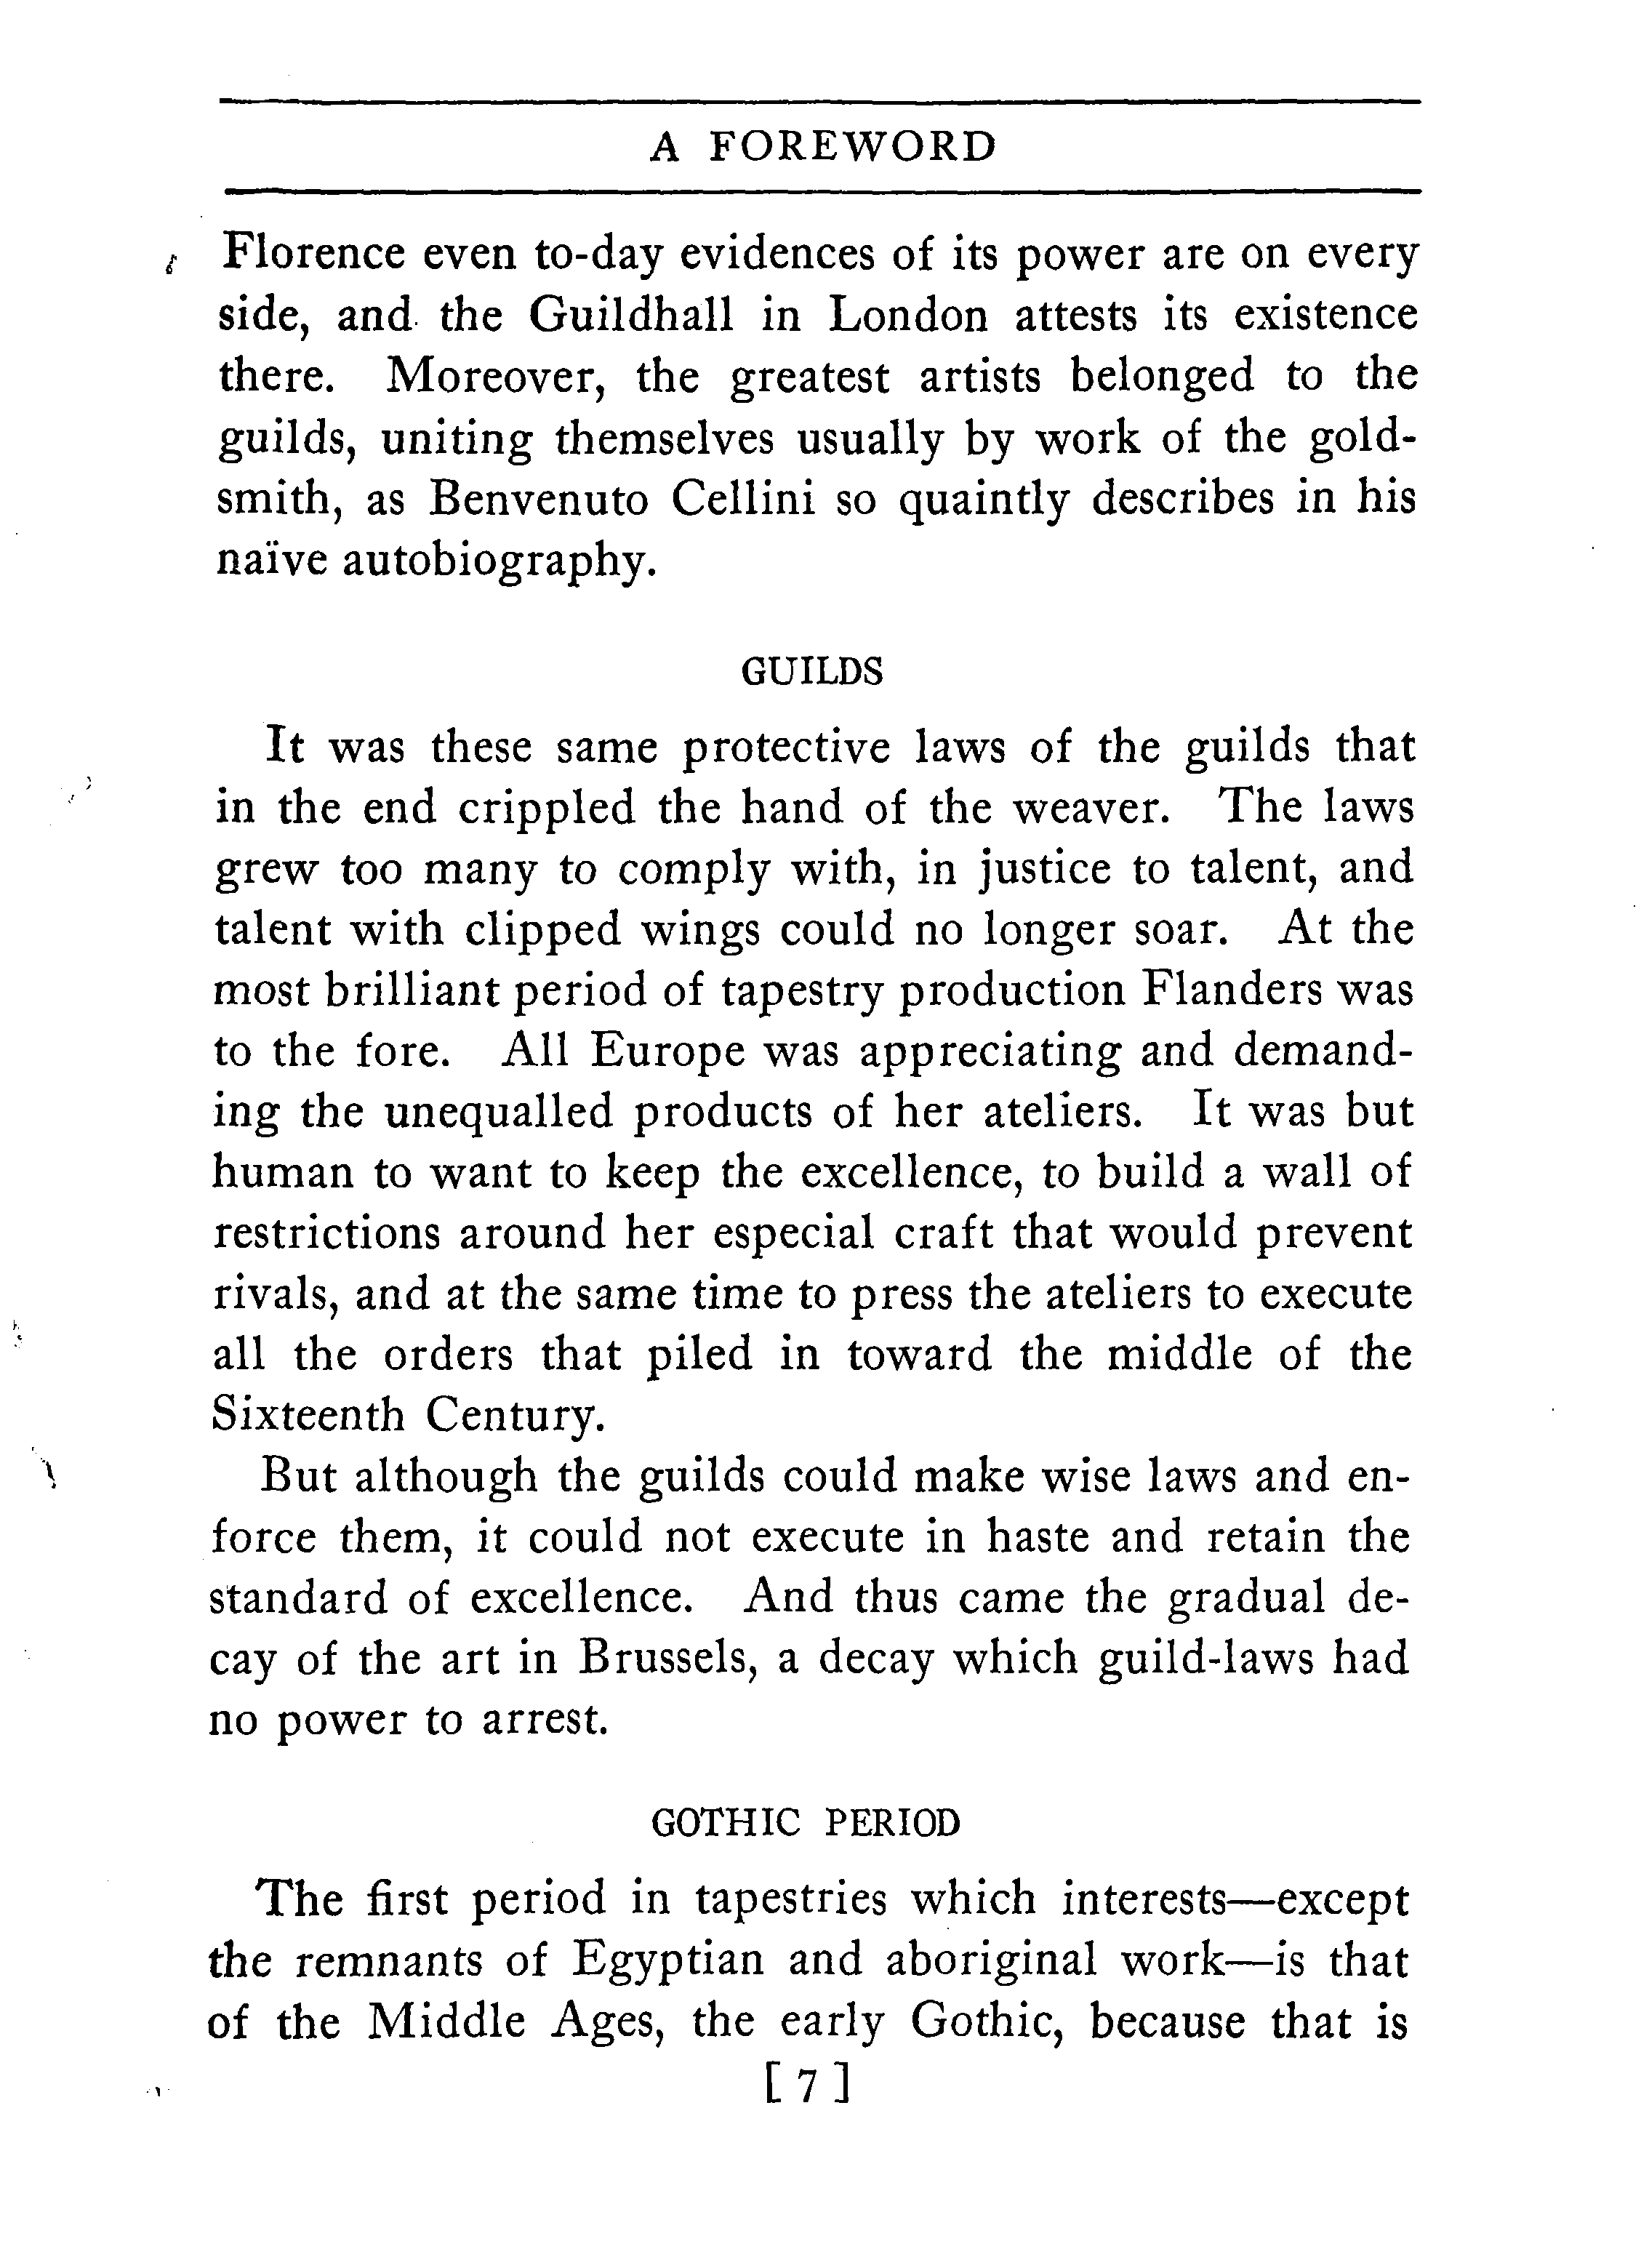 A FOREWORD
Florence even to-day evidences of its power are on every
side, and the Guildhall in London attests its existence
there. Moreover, the greatest artists belonged to the
guilds, uniting themselves usually by work of the gold-
smith, as Benvenuto Cellini so quaintly describes in his
naïve autobiography.
GUILDS
It was these same protective laws of the guilds that
in the end crippled the hand of the weaver. The laws
grew too many to comply with, in justice to talent, and
talent with clipped wings could no longer soar. At the
most brilliant period of tapestry production Flanders was
to the fore. All Europe was appreciating and demand-
ing the unequalled products of her ateliers. It was but
human to want to keep the excellence, to build a wall of
restrictions around her especial craft that would prevent
rivals, and at the same time to press the ateliers to execute
all the orders that piled in toward the middle of the
Sixteenth Century.
But although the guilds could make wise laws and en-
force them, it could not execute in haste and retain the
standard of excellence. And thus came the gradual de-
cay of the art in Brussels, a decay which guild-laws had
no power to arrest.
GOTHIC PERIOD
The first period in tapestries which interests—except
the remnants of Egyptian and aboriginal work—is that
of the Middle Ages, the early Gothic, because that is
[7]